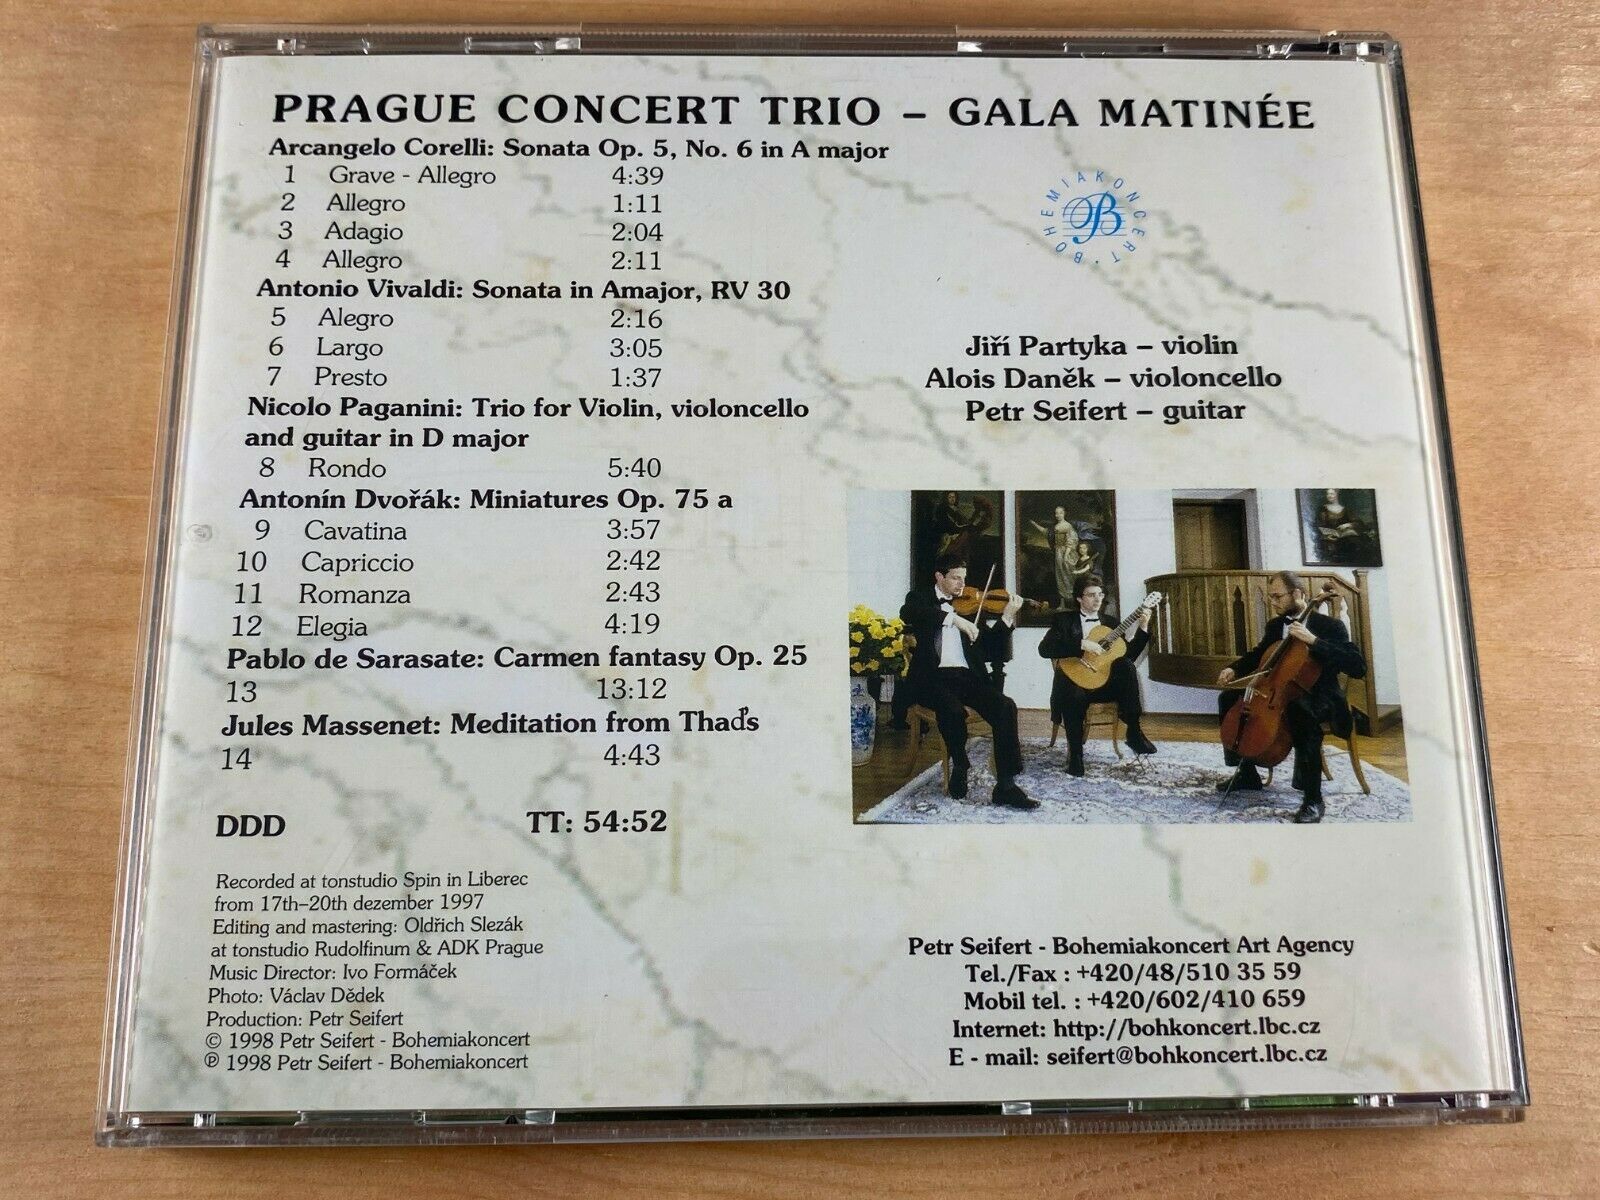 PRAGUE CONCERT TRIO – GALA MATINÉE
Arcangelo Corelli: Sonata Op. 5, No. 6 in A major
1 Grave - Allegro 4:39
2 Allegro 1:11
3 Adagio 2:04
4 Allegro 2:11
Antonio Vivaldi: Sonata in Amajor, RV 30
5 Alegro 2:16
6 Largo 3:05
7 Presto 1:37
Nicolo Paganini: Trio for Violin, violoncello
and guitar in D major
8 Rondo 5:40
Antonín Dvořák: Miniatures Op. 75 a
9 Cavatina 3:57
10 Capriccio 2:42
11 Romanza 2:43
12 Elegia 4:19
Pablo de Sarasate: Carmen fantasy Op. 25
13 13:12
Jules Massenet: Meditation from Thaďs
14 4:43
DDD TT: 54:52
Recorded at tonstudio Spin in Liberec
from 17th–20th dezember 1997
Editing and mastering: Oldřich Slezák
at tonstudio Rudolfinum & ADK Prague
Music Director: Ivo Formáček
Photo: Václav Dědek
Production: Petr Seifert
© 1998 Petr Seifert - Bohemiakoncert
℗ 1998 Petr Seifert - Bohemiakoncert
BOHEMIAKONCERT
B
Jiří Partyka – violin
Alois Daněk – violoncello
Petr Seifert – guitar
Petr Seifert - Bohemiakoncert Art Agency
Tel./Fax : +420/48/510 35 59
Mobil tel. : +420/602/410 659
Internet: http://bohkoncert.lbc.cz
E - mail: seifert@bohkoncert.lbc.cz